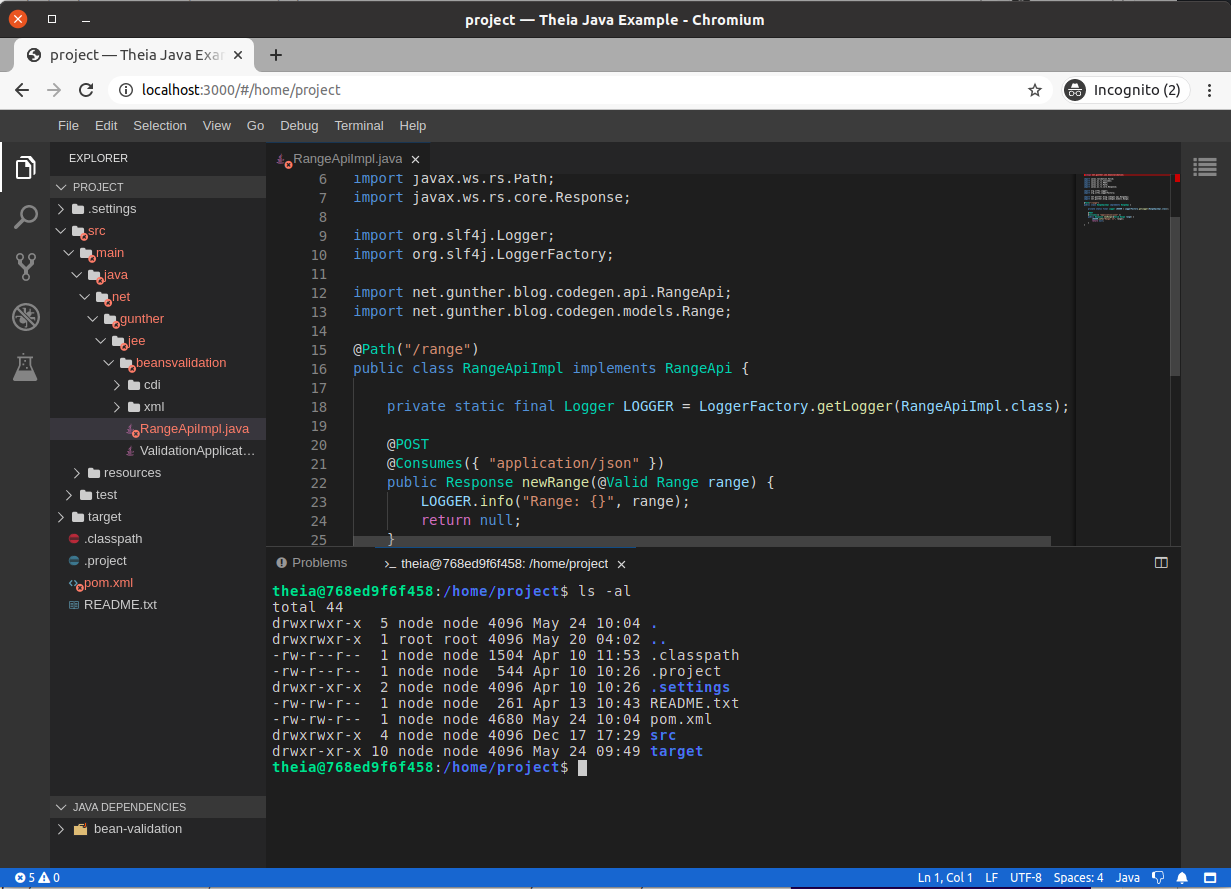 project — Theia Java Example - Chromium
project — Theia Java Exa
localhost:3000/#/home/project
Incognito (2)
File Edit Selection View Go Debug Terminal Help
EXPLORER
PROJECT
.settings
src
main
java
net
gunther
jee
beansvalidation
cdi
xml
RangeApiImpl.java
ValidationApplicat...
resources
test
target
.classpath
.project
pom.xml
README.txt
JAVA DEPENDENCIES
bean-validation
RangeApiImpl.java
6 import javax.ws.rs.Path;
7 import javax.ws.rs.core.Response;
8
9 import org.slf4j.Logger;
10 import org.slf4j.LoggerFactory;
11
12 import net.gunther.blog.codegen.api.RangeApi;
13 import net.gunther.blog.codegen.models.Range;
14
15 @Path("/range")
16 public class RangeApiImpl implements RangeApi {
17
18 private static final Logger LOGGER = LoggerFactory.getLogger(RangeApiImpl.class);
19
20 @POST
21 @Consumes({ "application/json" })
22 public Response newRange(@Valid Range range) {
23 LOGGER.info("Range: {}", range);
24 return null;
25 }
Problems
>_ theia@768ed9f6f458: /home/project
theia@768ed9f6f458:/home/project$ ls -al
total 44
drwxrwxr-x 5 node node 4096 May 24 10:04 .
drwxrwxr-x 1 root root 4096 May 20 04:02 ..
-rw-r--r-- 1 node node 1504 Apr 10 11:53 .classpath
-rw-r--r-- 1 node node 544 Apr 10 10:26 .project
drwxr-xr-x 2 node node 4096 Apr 10 10:26 .settings
-rw-rw-r-- 1 node node 261 Apr 13 10:43 README.txt
-rw-rw-r-- 1 node node 4680 May 24 10:04 pom.xml
drwxrwxr-x 4 node node 4096 Dec 17 17:29 src
drwxr-xr-x 10 node node 4096 May 24 09:49 target
theia@768ed9f6f458:/home/project$
5 0
Ln 1, Col 1 LF UTF-8 Spaces: 4 Java